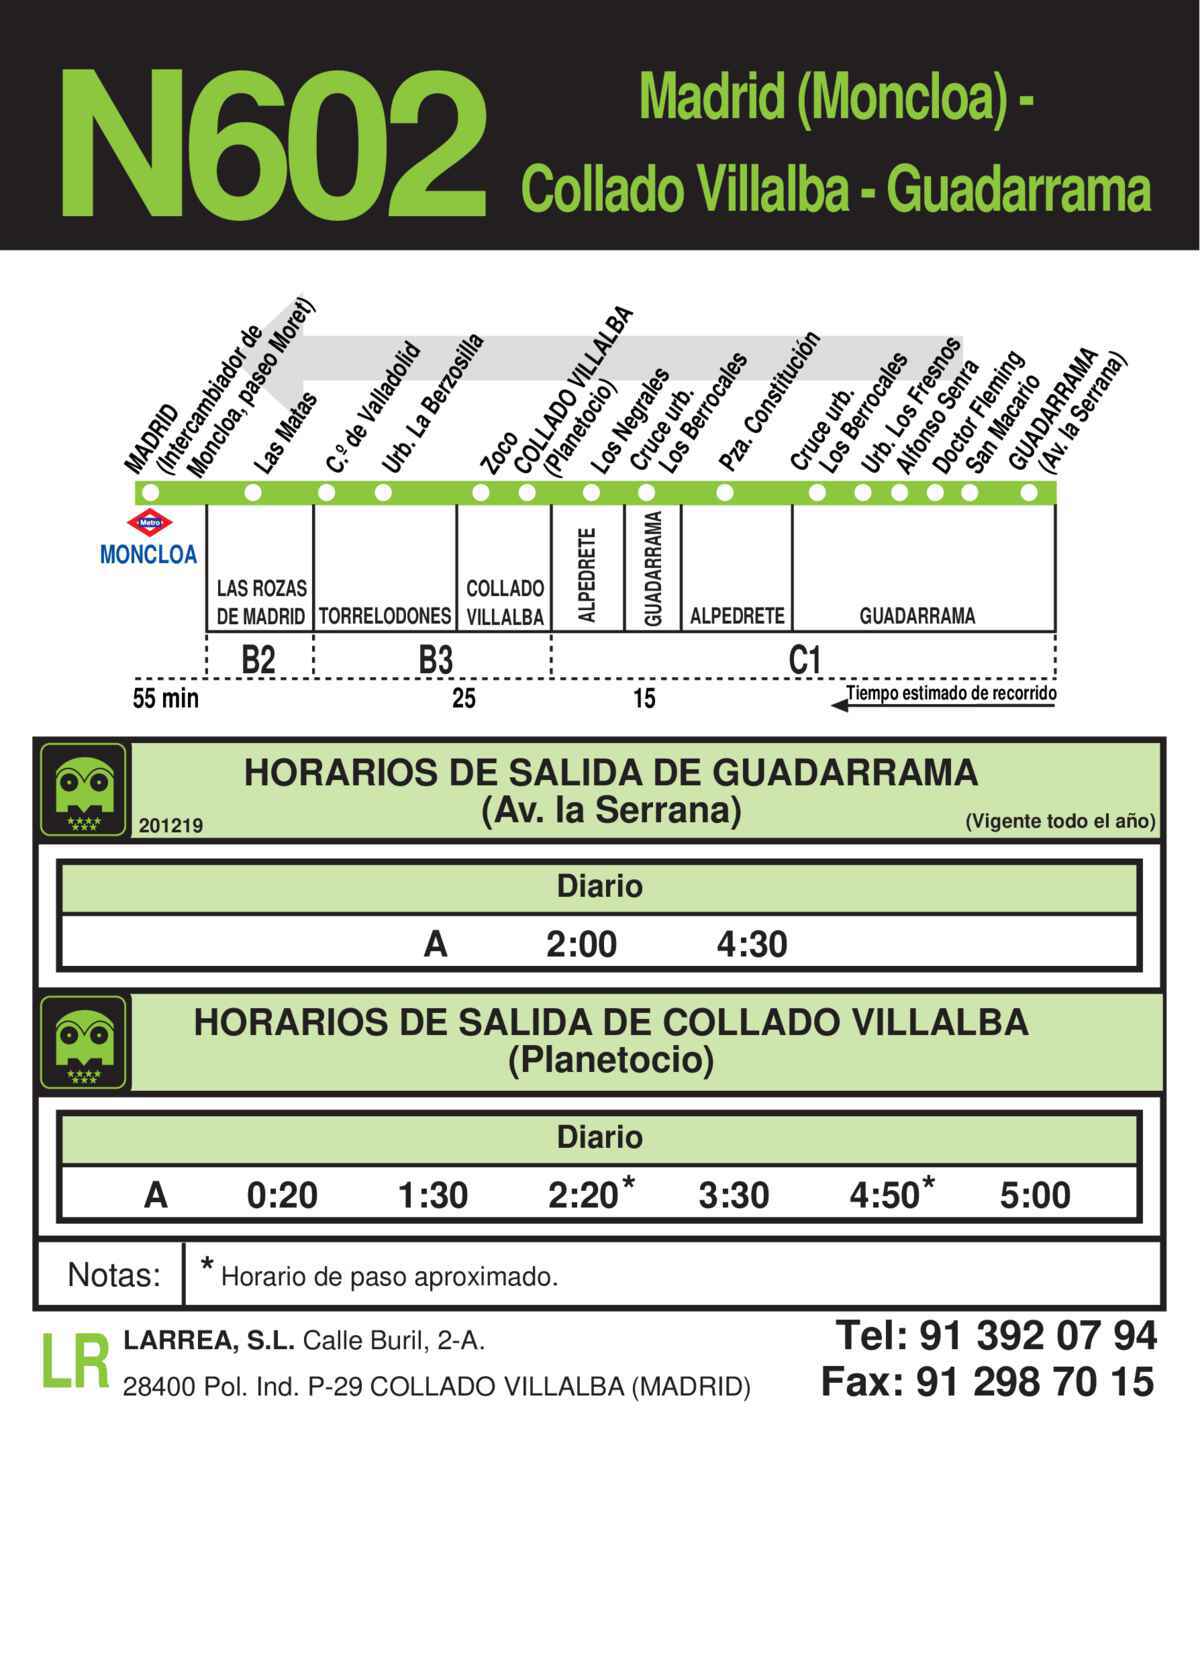 N602
Madrid (Moncloa) -
Collado Villalba - Guadarrama
MADRID
(Intercambiador de
Moncloa, paseo Moret)
Las Matas
C.º de Valladolid
Urb. La Berzosilla
Zoco
COLLADO VILLALBA
(Planetocio)
Los Negrales
Cruce urb.
Los Berrocales
Pza. Constitución
Cruce urb.
Los Berrocales
Urb. Los Fresnos
Alfonso Senra
Doctor Fleming
San Macario
GUADARRAMA
(Av. la Serrana)
Metro
MONCLOA
LAS ROZAS
DE MADRID
TORRELODONES
COLLADO
VILLALBA
ALPEDRETE
GUADARRAMA
ALPEDRETE
GUADARRAMA
B2 B3 C1
55 min 25 15 Tiempo estimado de recorrido
HORARIOS DE SALIDA DE GUADARRAMA
(Av. la Serrana)
201219
(Vigente todo el año)
Diario
A 2:00 4:30
HORARIOS DE SALIDA DE COLLADO VILLALBA
(Planetocio)
Diario
A 0:20 1:30 2:20* 3:30 4:50* 5:00
Notas: * Horario de paso aproximado.
LR
LARREA, S.L. Calle Buril, 2-A.
28400 Pol. Ind. P-29 COLLADO VILLALBA (MADRID)
Tel: 91 392 07 94
Fax: 91 298 70 15